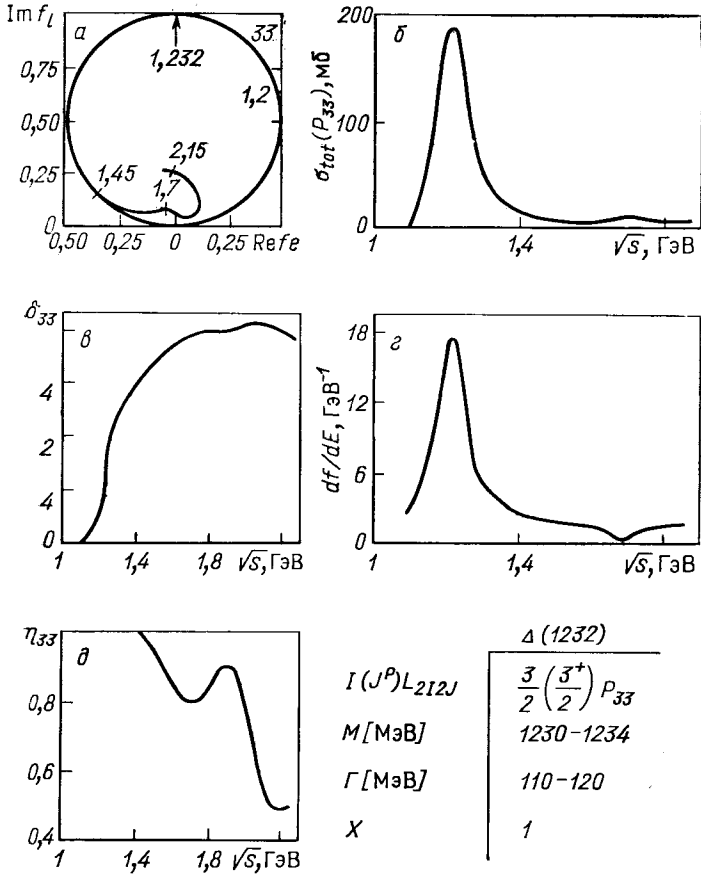 Im f_l
а
33
1,232
0,75
1,2
0,50
2,15
1,45
0,25
1,7
0
0,50 0,25 0 0,25 Refe
200
б
σ_tot (P_33), мб
100
0
1 1,4 √s, ГэВ
δ_33
в
4
2
4
0
1 1,4 1,8 √s, ГэВ
18
г
df/dE, ГэВ^-1
12
6
0
1 1,4 √s, ГэВ
η_33
д
0,8
0,6
0,4
1 1,4 1,8 √s, ГэВ
Δ (1232)
I (J^P) L_2I2J 3/2 (3^+/2) P_33
M [МэВ] 1230-1234
Г [МэВ] 110-120
X 1